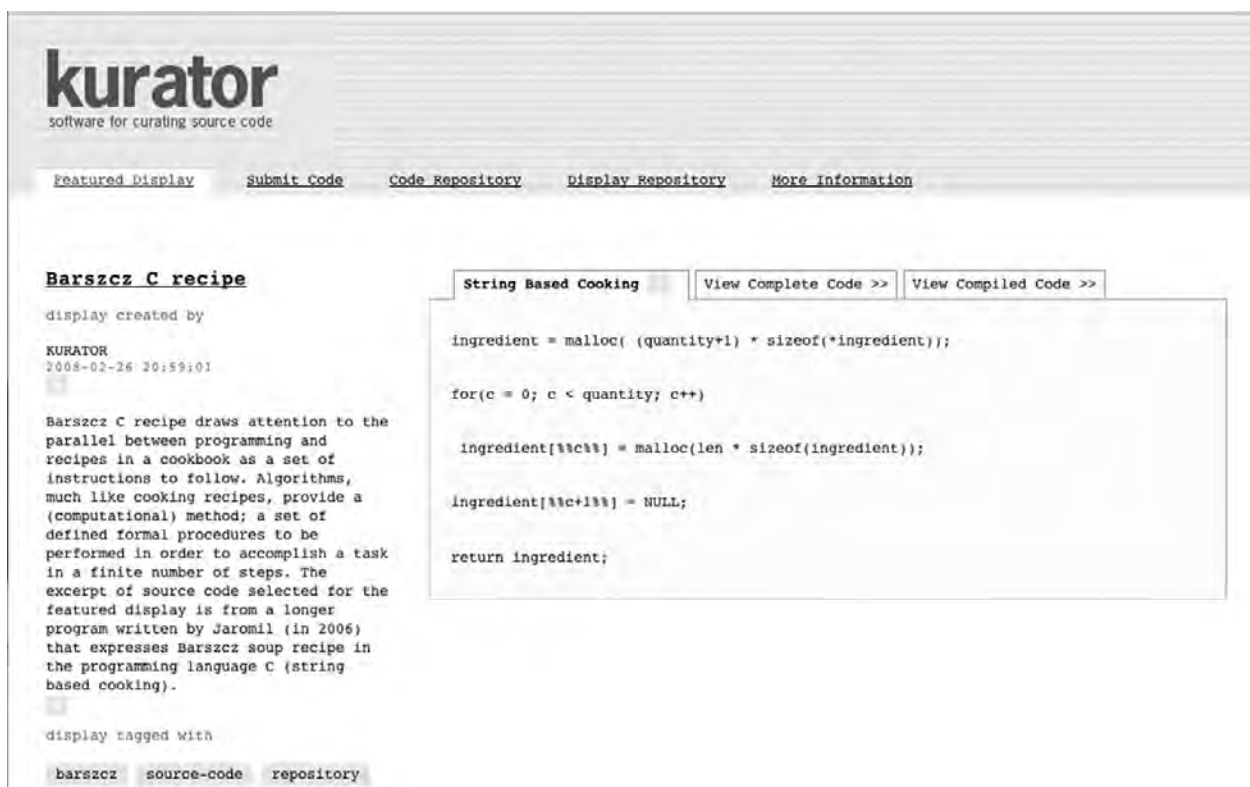 kurator
software for curating source code
Featured Display Submit Code Code Repository Display Repository More Information
Barszcz C recipe
display created by
KURATOR
2008-02-26 20:59:01
Barszcz C recipe draws attention to the
parallel between programming and
recipes in a cookbook as a set of
instructions to follow. Algorithms,
much like cooking recipes, provide a
(computational) method; a set of
defined formal procedures to be
performed in order to accomplish a task
in a finite number of steps. The
excerpt of source code selected for the
featured display is from a longer
program written by Jaromil (in 2006)
that expresses Barszcz soup recipe in
the programming language C (string
based cooking).
display tagged with
barszcz source-code repository
String Based Cooking View Complete Code >> View Compiled Code >>
ingredient = malloc( (quantity+1) * sizeof(*ingredient));
for(c = 0; c < quantity; c++)
ingredient[%%c%%] = malloc(len * sizeof(ingredient));
ingredient[%%c+1%%] = NULL;
return ingredient;